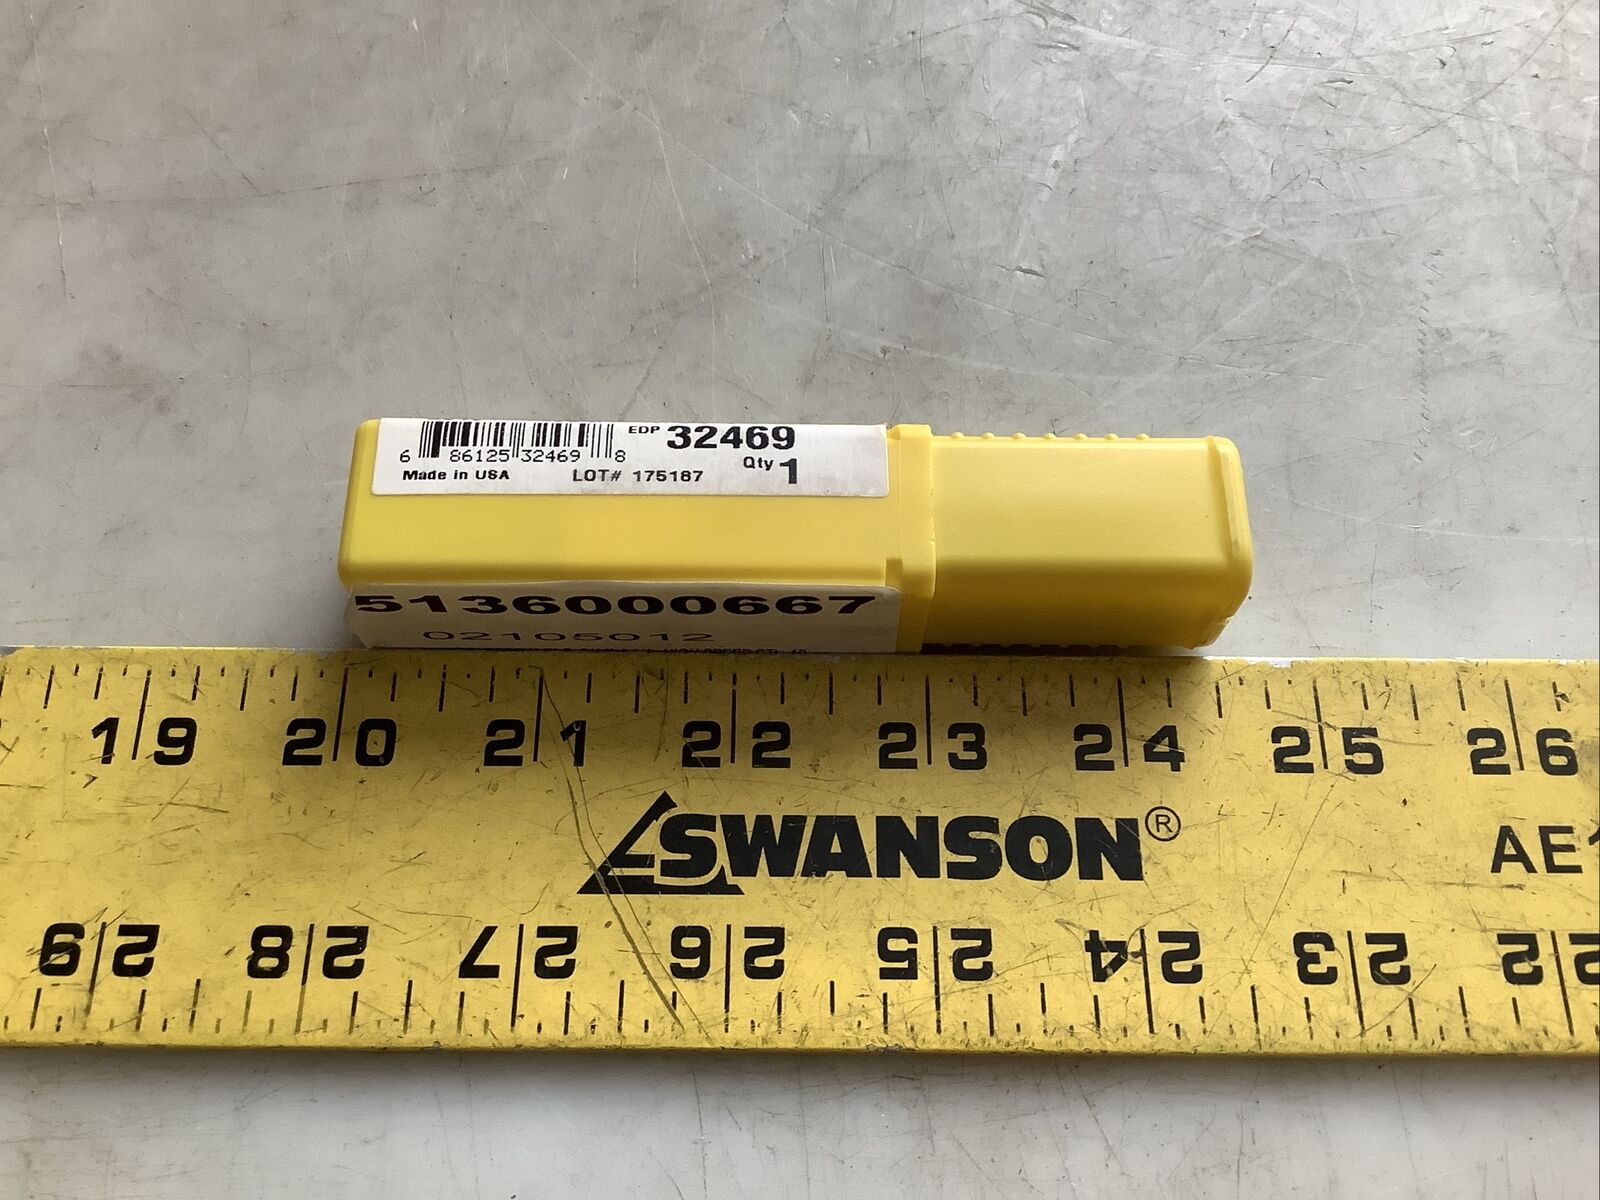 EDP 32469
6 86125 32469 8
Qty 1
Made in USA LOT# 175187
5136000667
02105012
19 20 21 22 23 24 25 26
SWANSON®
AE
29 28 27 26 25 24 23 22